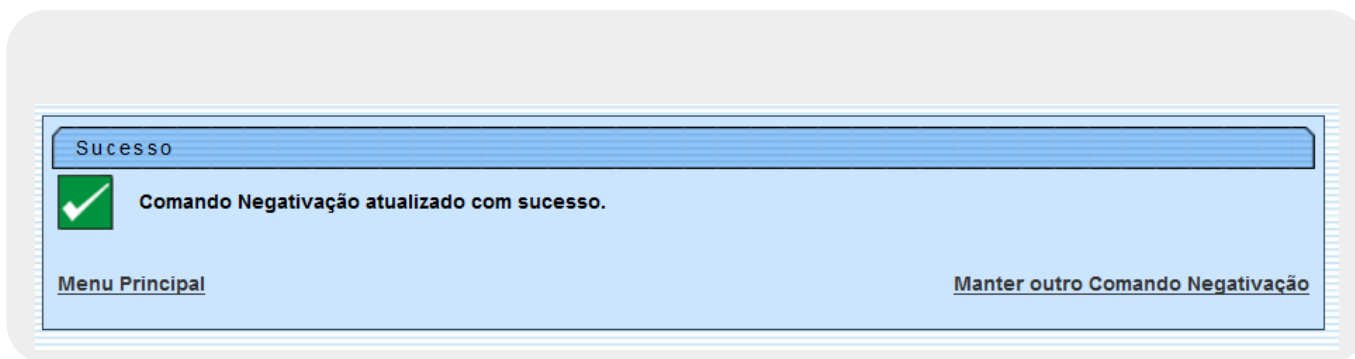 Sucesso
Comando Negativação atualizado com sucesso.
Menu Principal
Manter outro Comando Negativação